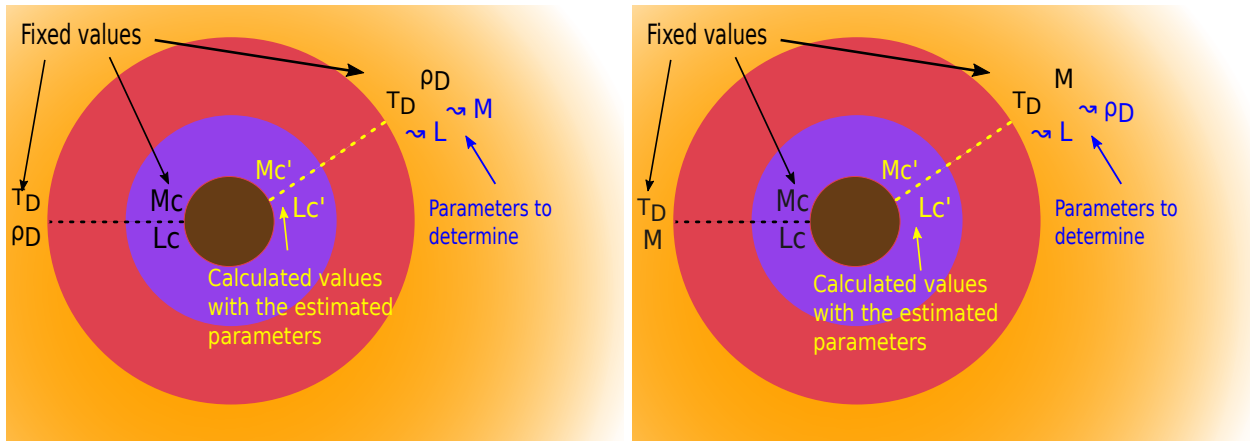 Fixed values
ρD
TD
⤳ M
⤳ L
Mc'
Mc
Lc'
TD
ρD
Lc
Parameters to
determine
Calculated values
with the estimated
parameters
Fixed values
M
TD
⤳ ρD
⤳ L
Mc'
Mc
Lc'
TD
M
Lc
Parameters to
determine
Calculated values
with the estimated
parameters